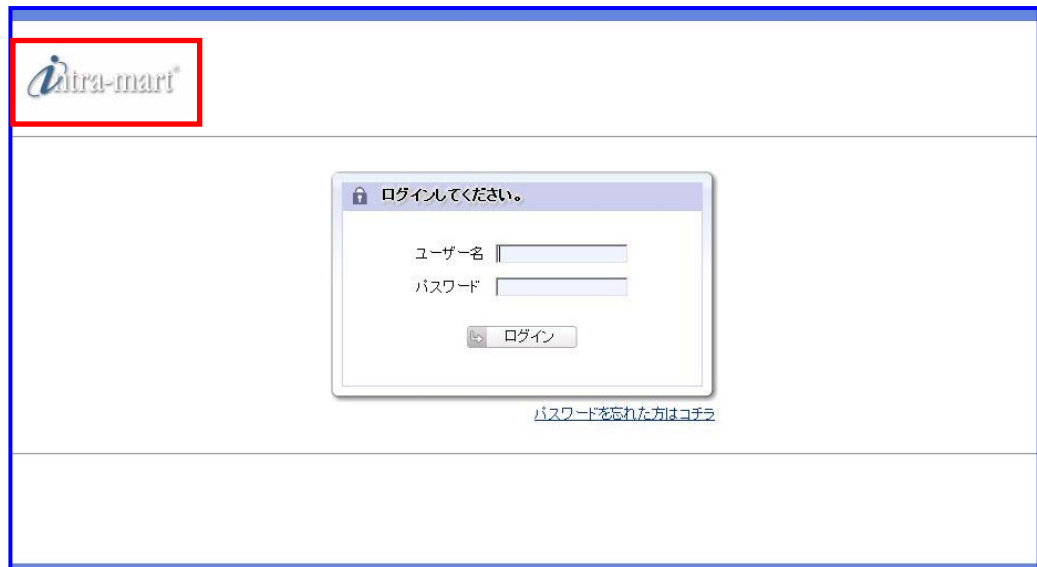 intra-mart®
ログインしてください。
ユーザー名
パスワード
ログイン
パスワードを忘れた方はコチラ